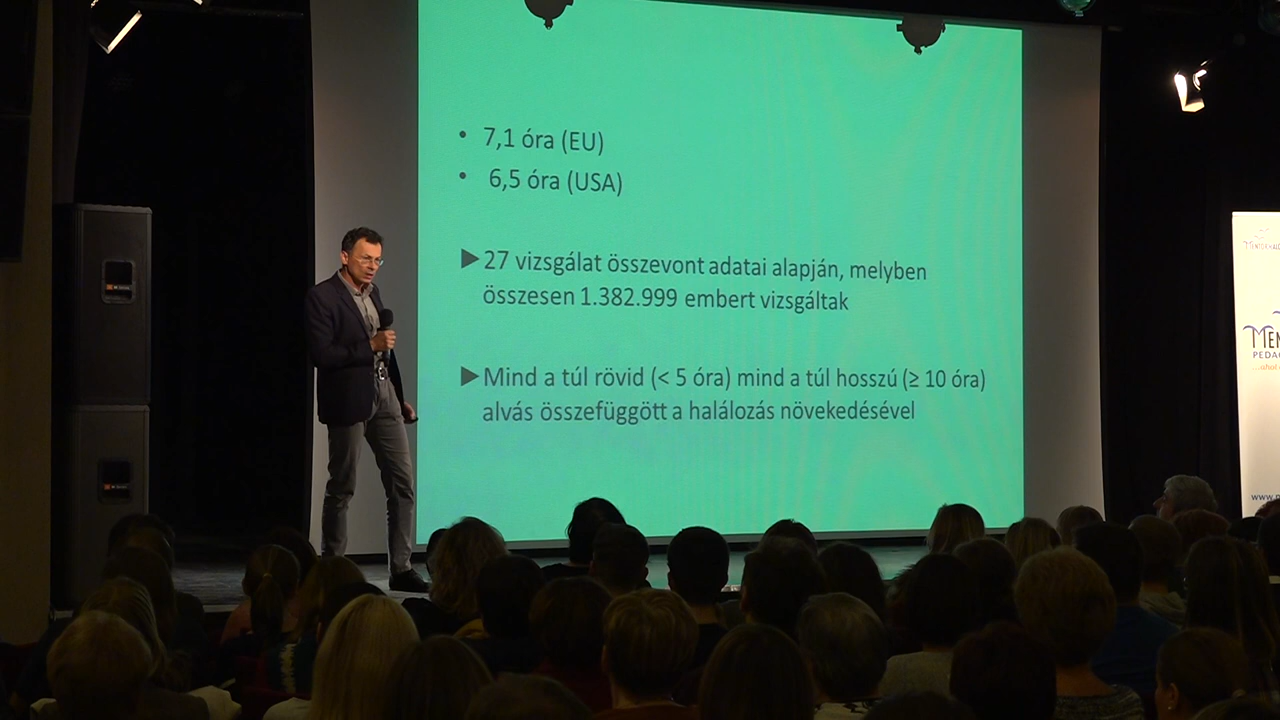 • 7,1 óra (EU)
• 6,5 óra (USA)
►27 vizsgálat összevont adatai alapján, melyben
összesen 1.382.999 embert vizsgáltak
►Mind a túl rövid (< 5 óra) mind a túl hosszú (≥ 10 óra)
alvás összefüggött a halálozás növekedésével